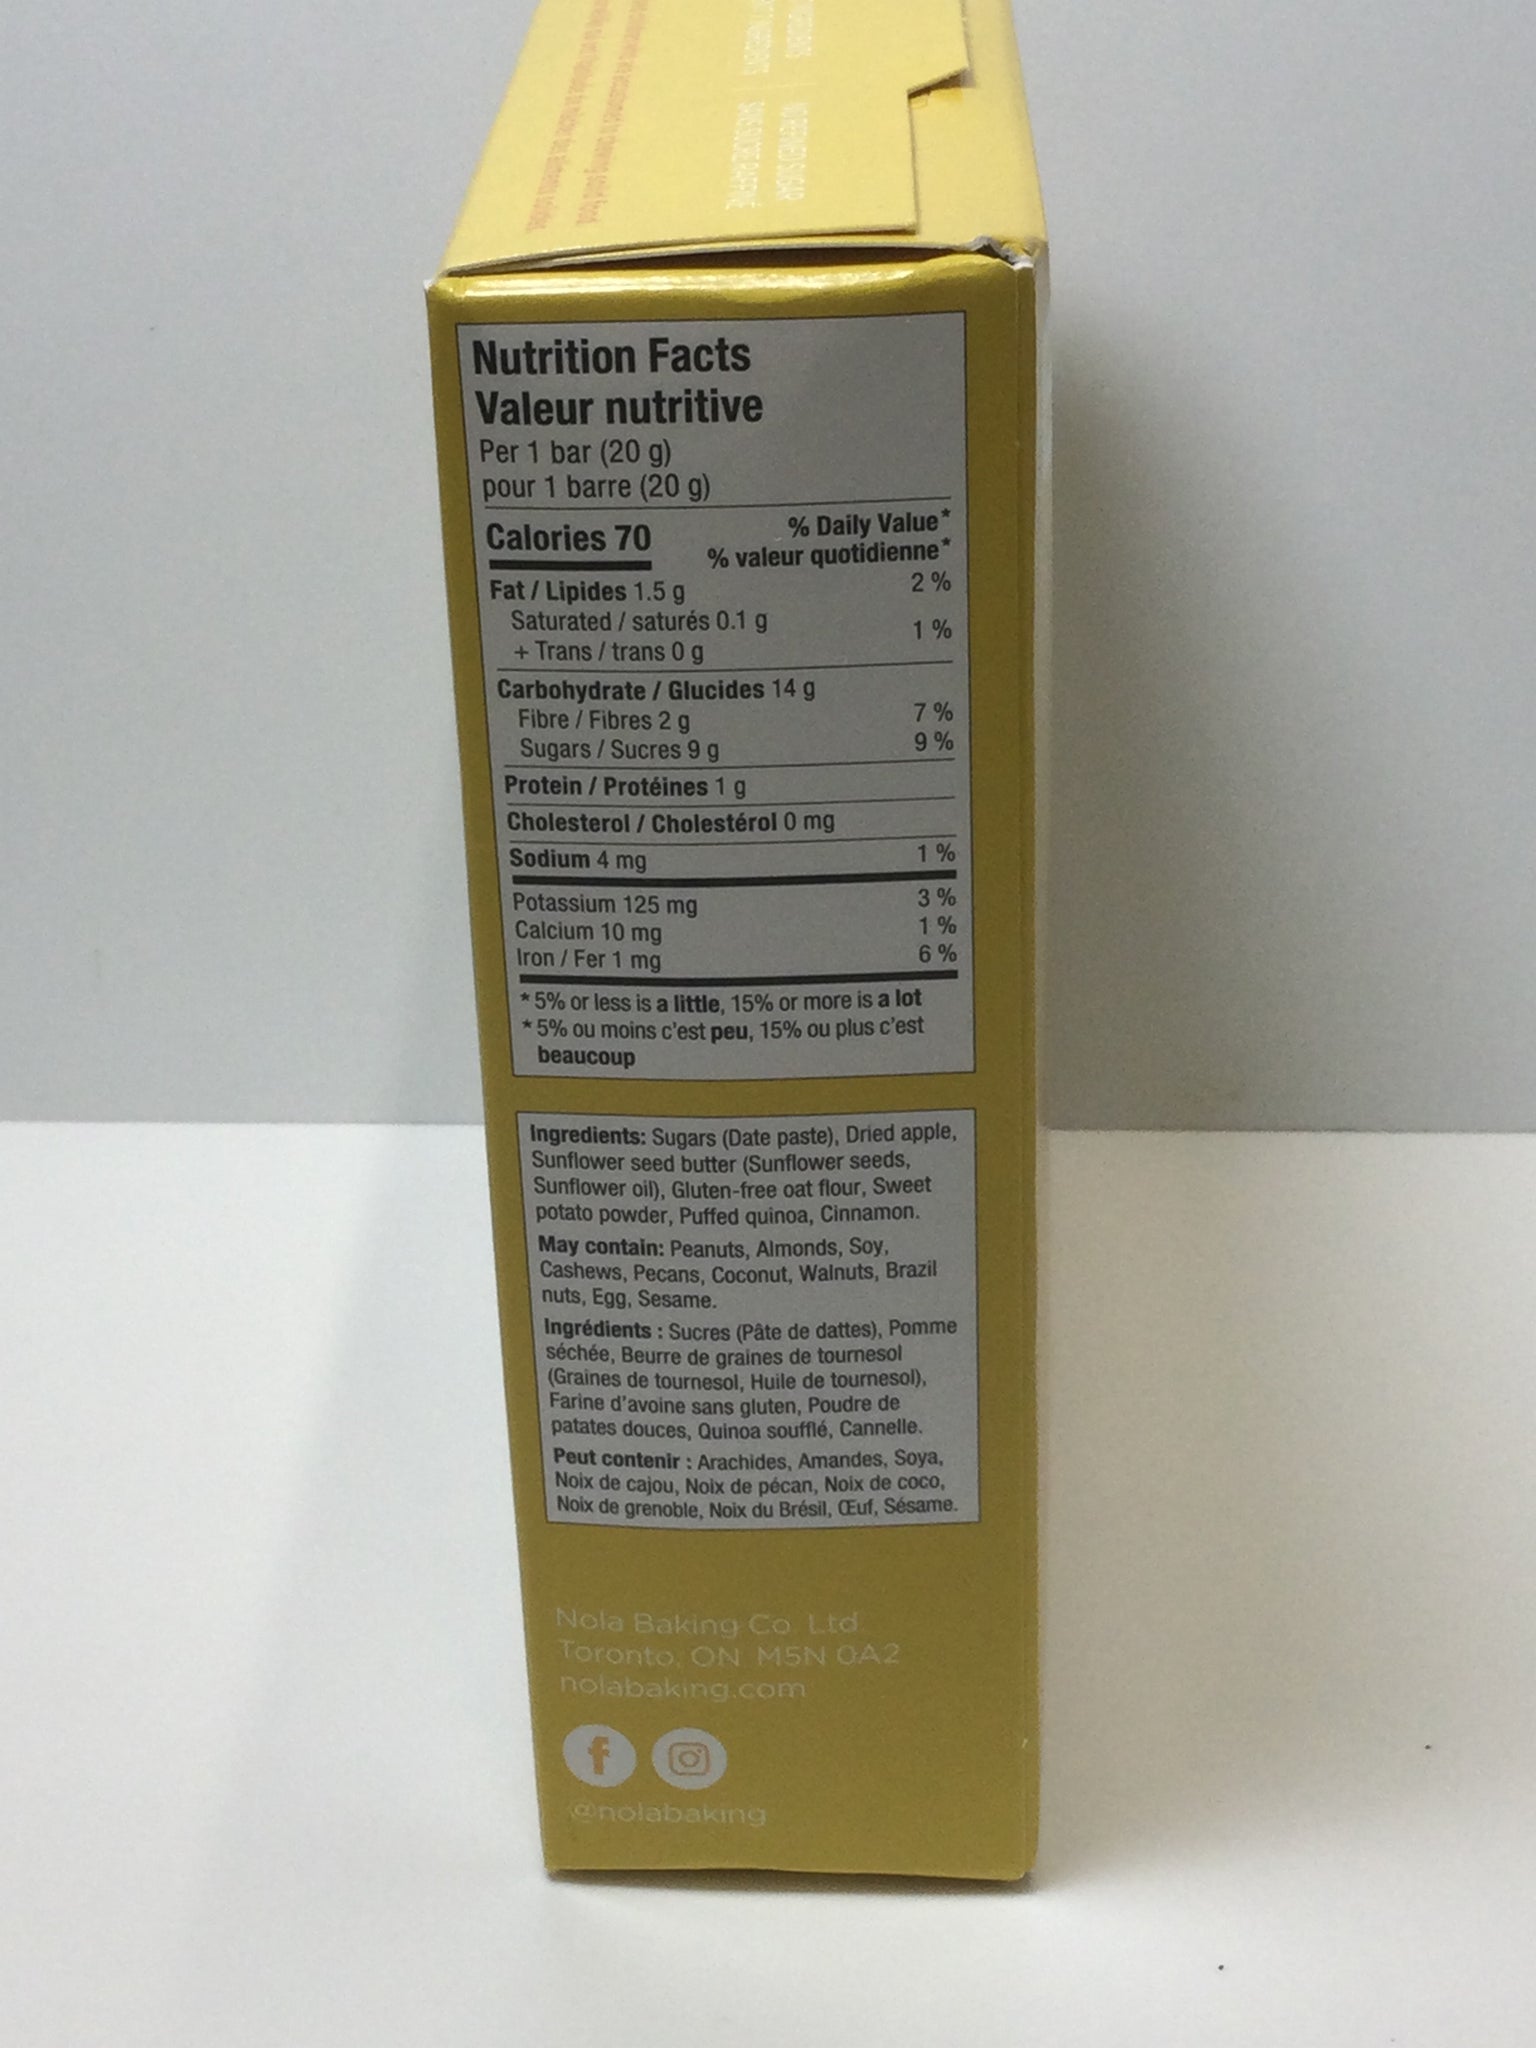 NO REFINED SUGAR
SANS SUCRE RAFFINÉ
Nutrition Facts
Valeur nutritive
Per 1 bar (20 g)
pour 1 barre (20 g)
Calories 70
% Daily Value*
% valeur quotidienne*
Fat / Lipides 1.5 g 2 %
Saturated / saturés 0.1 g
+ Trans / trans 0 g 1 %
Carbohydrate / Glucides 14 g
Fibre / Fibres 2 g 7 %
Sugars / Sucres 9 g 9 %
Protein / Protéines 1 g
Cholesterol / Cholestérol 0 mg
Sodium 4 mg 1 %
Potassium 125 mg 3 %
Calcium 10 mg 1 %
Iron / Fer 1 mg 6 %
* 5% or less is a little, 15% or more is a lot
* 5% ou moins c'est peu, 15% ou plus c'est
beaucoup
Ingredients: Sugars (Date paste), Dried apple,
Sunflower seed butter (Sunflower seeds,
Sunflower oil), Gluten-free oat flour, Sweet
potato powder, Puffed quinoa, Cinnamon.
May contain: Peanuts, Almonds, Soy,
Cashews, Pecans, Coconut, Walnuts, Brazil
nuts, Egg, Sesame.
Ingrédients : Sucres (Pâte de dattes), Pomme
séchée, Beurre de graines de tournesol
(Graines de tournesol, Huile de tournesol),
Farine d'avoine sans gluten, Poudre de
patates douces, Quinoa soufflé, Cannelle.
Peut contenir : Arachides, Amandes, Soya,
Noix de cajou, Noix de pécan, Noix de coco,
Noix de grenoble, Noix du Brésil, Œuf, Sésame.
Nola Baking Co. Ltd.
Toronto, ON M5N 0A2
nolabaking.com
@nolabaking